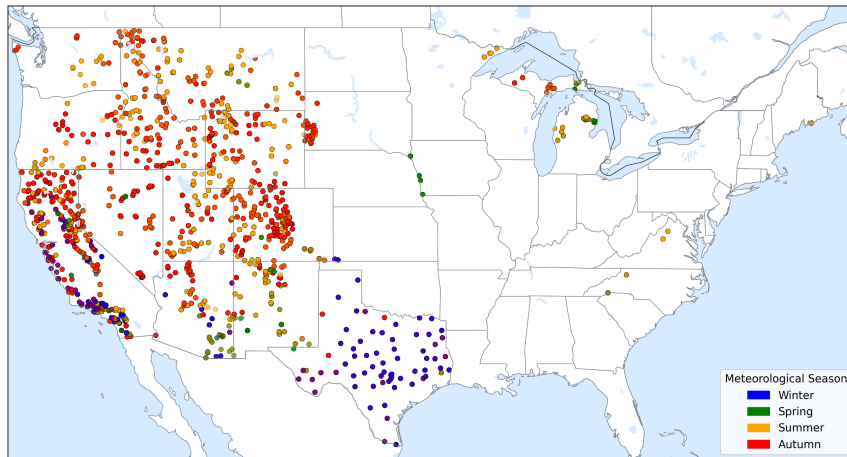 Meteorological Season
Winter
Spring
Summer
Autumn